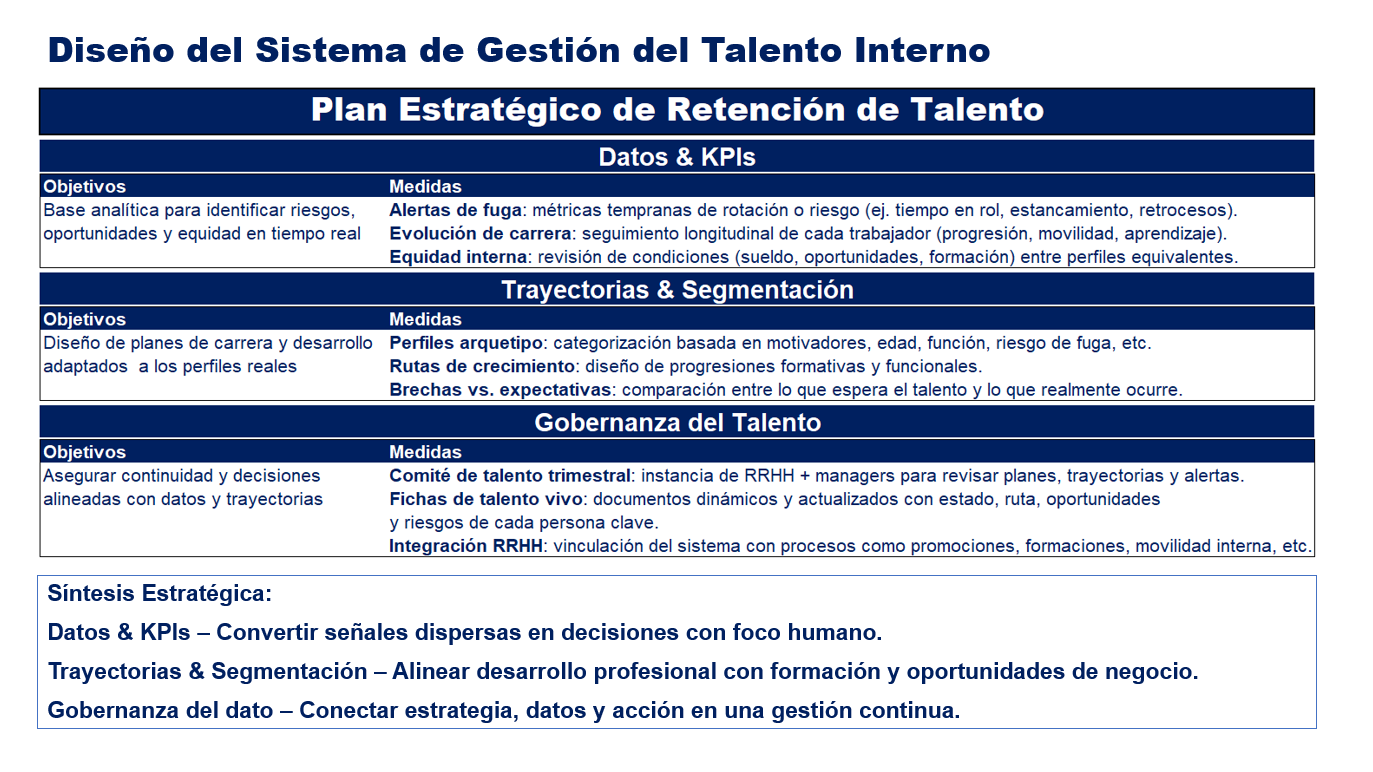 Diseño del Sistema de Gestión del Talento Interno
Plan Estratégico de Retención de Talento
Datos & KPIs
Objetivos Medidas
Base analítica para identificar riesgos, Alertas de fuga: métricas tempranas de rotación o riesgo (ej. tiempo en rol, estancamiento, retrocesos).
oportunidades y equidad en tiempo real Evolución de carrera: seguimiento longitudinal de cada trabajador (progresión, movilidad, aprendizaje).
Equidad interna: revisión de condiciones (sueldo, oportunidades, formación) entre perfiles equivalentes.
Trayectorias & Segmentación
Objetivos Medidas
Diseño de planes de carrera y desarrollo Perfiles arquetipo: categorización basada en motivadores, edad, función, riesgo de fuga, etc.
adaptados  a los perfiles reales Rutas de crecimiento: diseño de progresiones formativas y funcionales.
Brechas vs. expectativas: comparación entre lo que espera el talento y lo que realmente ocurre.
Gobernanza del Talento
Objetivos Medidas
Asegurar continuidad y decisiones Comité de talento trimestral: instancia de RRHH + managers para revisar planes, trayectorias y alertas.
alineadas con datos y trayectorias Fichas de talento vivo: documentos dinámicos y actualizados con estado, ruta, oportunidades
y riesgos de cada persona clave.
Integración RRHH: vinculación del sistema con procesos como promociones, formaciones, movilidad interna, etc.
Síntesis Estratégica:
Datos & KPIs – Convertir señales dispersas en decisiones con foco humano.
Trayectorias & Segmentación – Alinear desarrollo profesional con formación y oportunidades de negocio.
Gobernanza del dato – Conectar estrategia, datos y acción en una gestión continua.